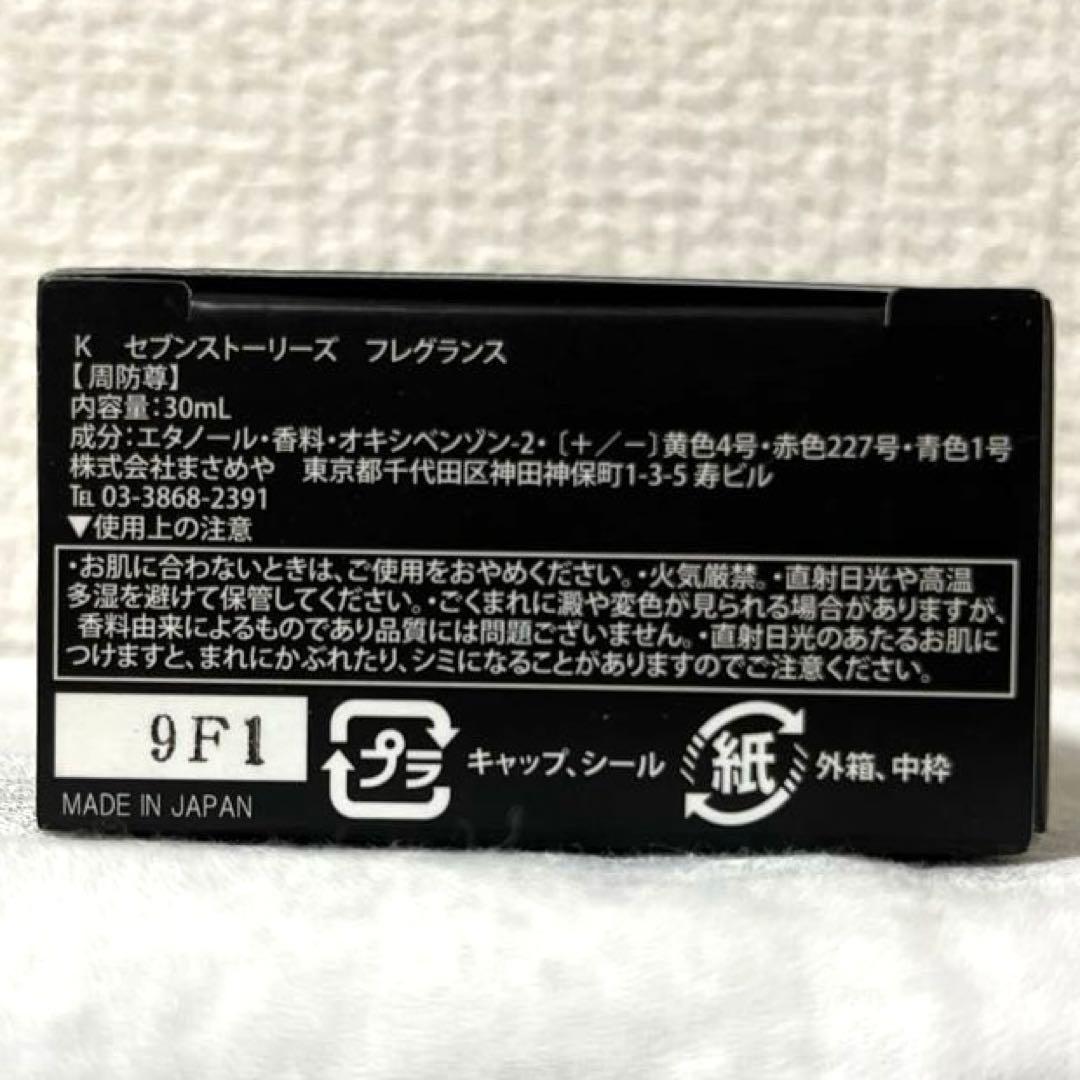 K　セブンストーリーズ　フレグランス
【周防尊】
内容量：30mL
成分：エタノール・香料・オキシベンゾン-2・〔＋／－〕黄色4号・赤色227号・青色1号
株式会社まさめや　東京都千代田区神田神保町1-3-5 寿ビル
℡ 03-3868-2391
▼使用上の注意
・お肌に合わないときは、ご使用をおやめください。・火気厳禁。・直射日光や高温
多湿を避けて保管してください。・ごくまれに澱や変色が見られる場合がありますが、
香料由来によるものであり品質には問題ございません。・直射日光のあたるお肌に
つけますと、まれにかぶれたり、シミになることがありますのでご注意ください。
9F1
プラ キャップ、シール 紙 外箱、中枠
MADE IN JAPAN